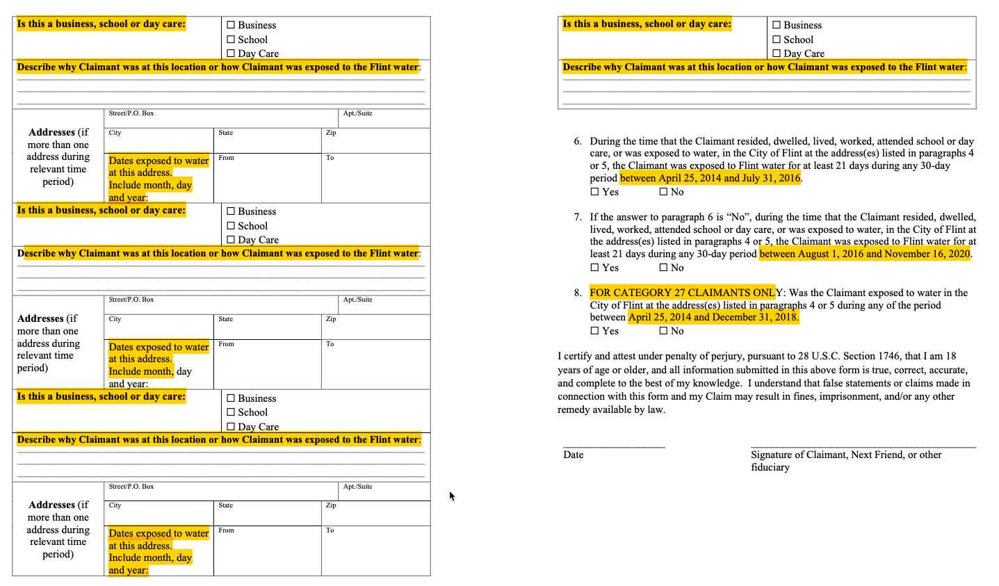 Is this a business, school or day care:
☐ Business
☐ School
☐ Day Care
Describe why Claimant was at this location or how Claimant was exposed to the Flint water:
Addresses (if
more than one
address during
relevant time
period)
Street/P.O. Box
Apt./Suite
City
State
Zip
Dates exposed to water
at this address.
Include month, day
and year:
From
To
Is this a business, school or day care:
☐ Business
☐ School
☐ Day Care
Describe why Claimant was at this location or how Claimant was exposed to the Flint water:
Addresses (if
more than one
address during
relevant time
period)
Street/P.O. Box
Apt./Suite
City
State
Zip
Dates exposed to water
at this address.
Include month, day
and year:
From
To
Is this a business, school or day care:
☐ Business
☐ School
☐ Day Care
Describe why Claimant was at this location or how Claimant was exposed to the Flint water:
Addresses (if
more than one
address during
relevant time
period)
Street/P.O. Box
Apt./Suite
City
State
Zip
Dates exposed to water
at this address.
Include month, day
and year:
From
To
Is this a business, school or day care:
☐ Business
☐ School
☐ Day Care
Describe why Claimant was at this location or how Claimant was exposed to the Flint water:
6. During the time that the Claimant resided, dwelled, lived, worked, attended school or day
care, or was exposed to water, in the City of Flint at the address(es) listed in paragraphs 4
or 5, the Claimant was exposed to Flint water for at least 21 days during any 30-day
period between April 25, 2014 and July 31, 2016.
☐ Yes ☐ No
7. If the answer to paragraph 6 is “No”, during the time that the Claimant resided, dwelled,
lived, worked, attended school or day care, or was exposed to water, in the City of Flint at
the address(es) listed in paragraphs 4 or 5, the Claimant was exposed to Flint water for at
least 21 days during any 30-day period between August 1, 2016 and November 16, 2020.
☐ Yes ☐ No
8. FOR CATEGORY 27 CLAIMANTS ONLY: Was the Claimant exposed to water in the
City of Flint at the address(es) listed in paragraphs 4 or 5 during any of the period
between April 25, 2014 and December 31, 2018.
☐ Yes ☐ No
I certify and attest under penalty of perjury, pursuant to 28 U.S.C. Section 1746, that I am 18
years of age or older, and all information submitted in this above form is true, correct, accurate,
and complete to the best of my knowledge. I understand that false statements or claims made in
connection with this form and my Claim may result in fines, imprisonment, and/or any other
remedy available by law.
Date
Signature of Claimant, Next Friend, or other
fiduciary